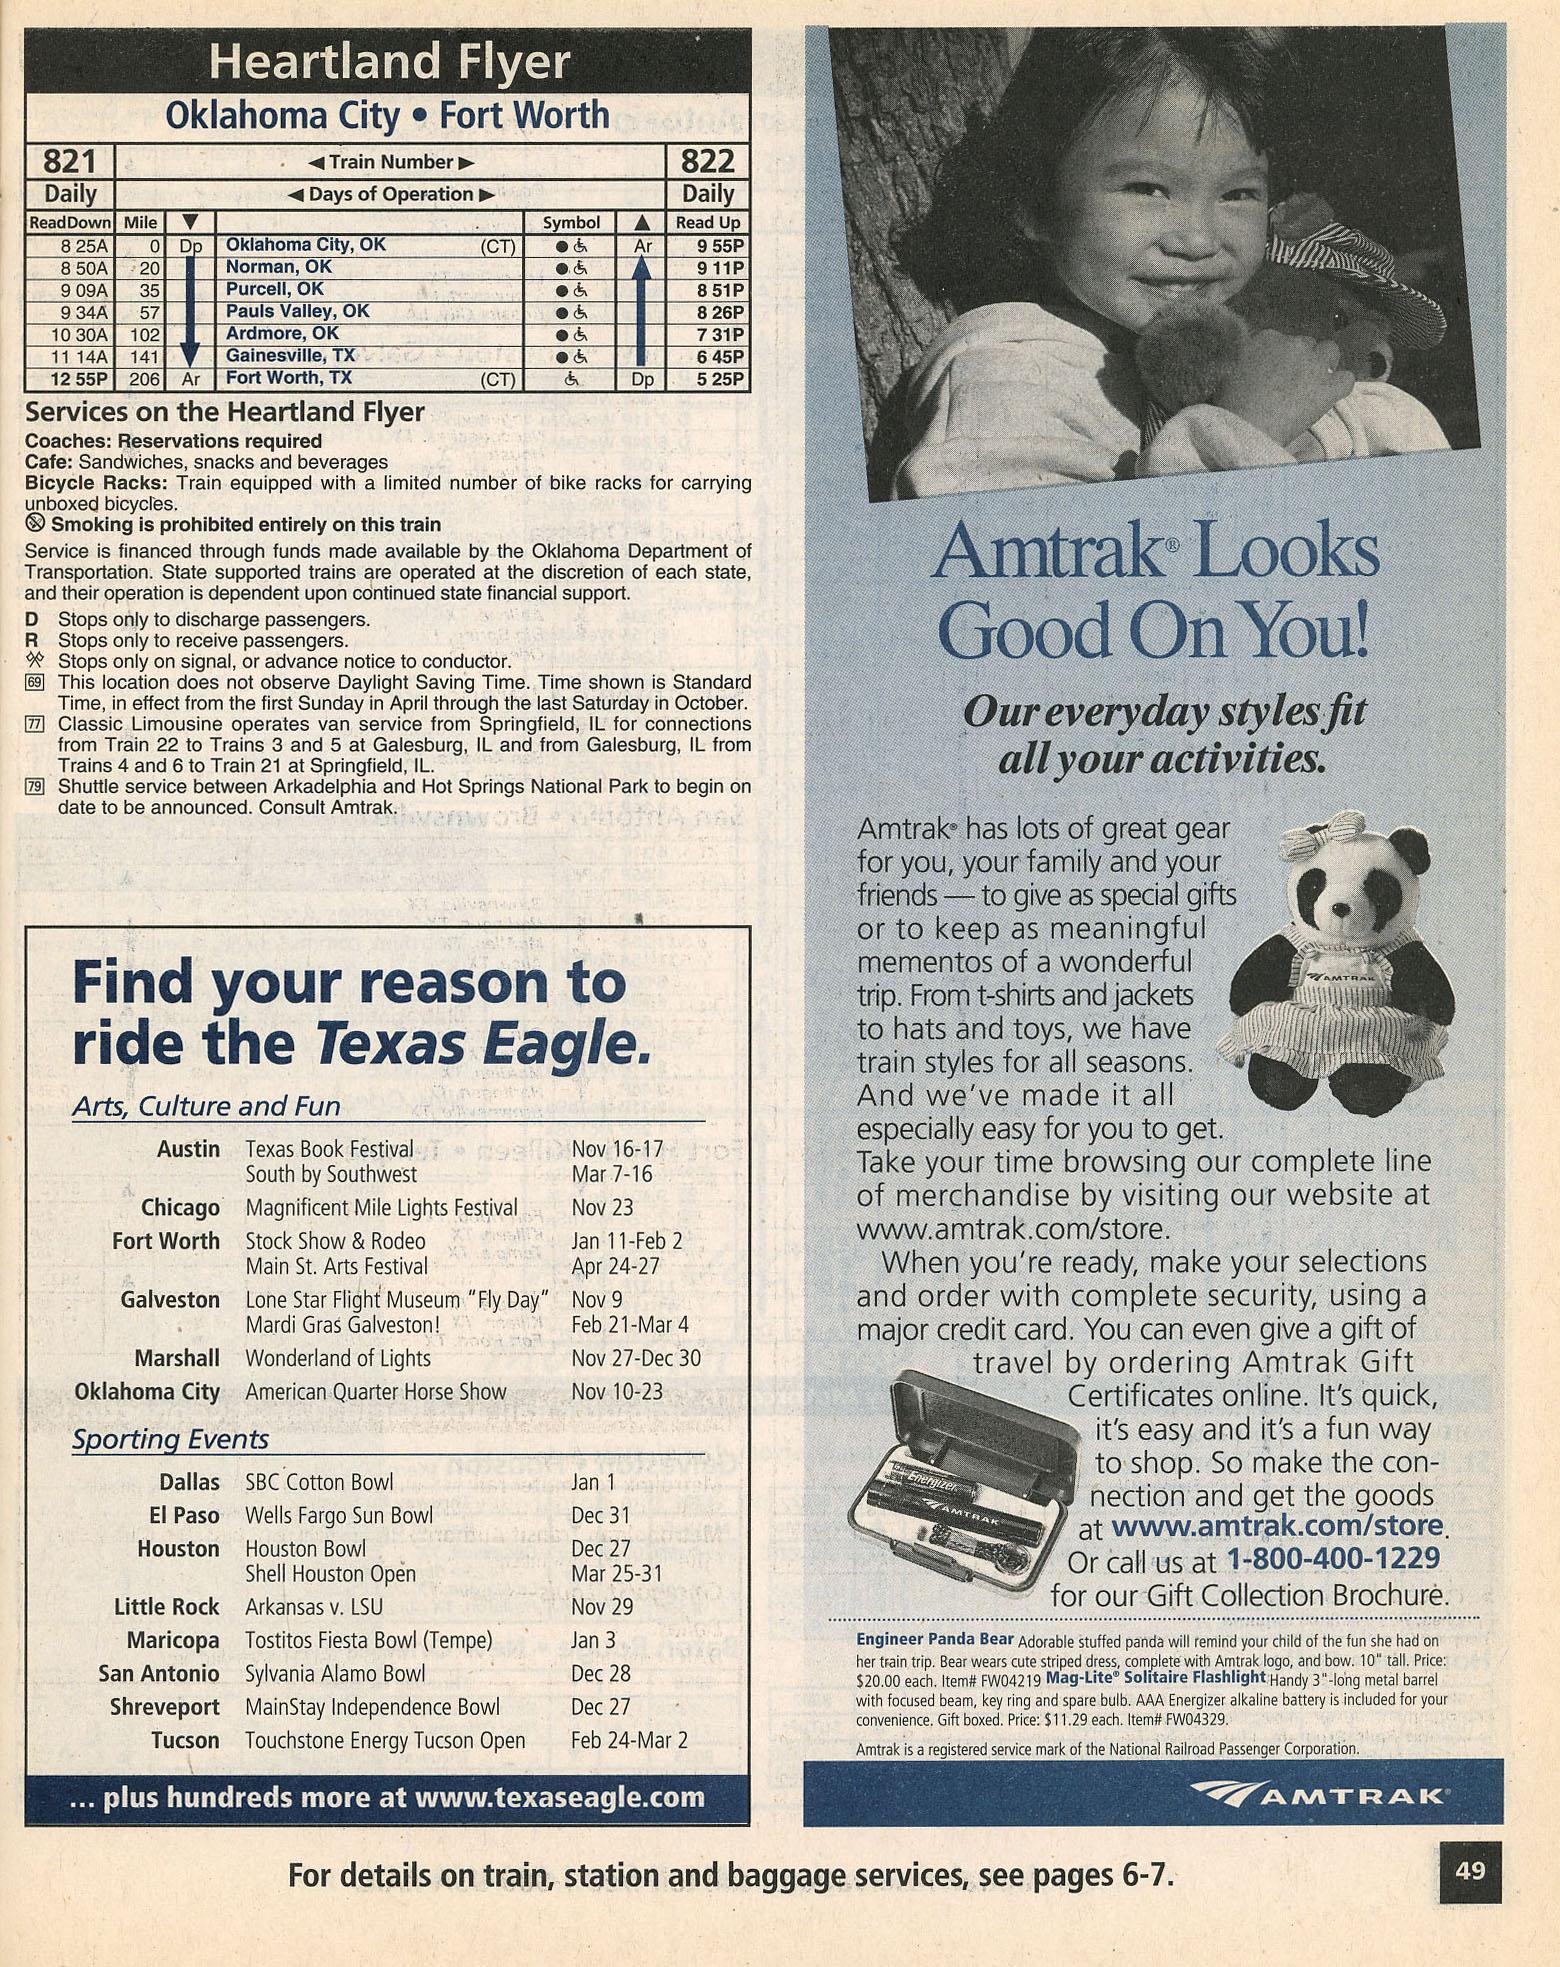 Heartland Flyer
Oklahoma City • Fort Worth
821 ◄ Train Number ► 822
Daily ◄ Days of Operation ► Daily
ReadDown Mile ▼ Symbol ▲ Read Up
8 25A 0 Dp Oklahoma City, OK (CT) ●♿ Ar 9 55P
8 50A 20 Norman, OK ●♿ 9 11P
9 09A 35 Purcell, OK ●♿ 8 51P
9 34A 57 Pauls Valley, OK ●♿ 8 26P
10 30A 102 Ardmore, OK ●♿ 7 31P
11 14A 141 Gainesville, TX ●♿ 6 45P
12 55P 206 Ar Fort Worth, TX (CT) ♿ Dp 5 25P
Services on the Heartland Flyer
Coaches: Reservations required
Cafe: Sandwiches, snacks and beverages
Bicycle Racks: Train equipped with a limited number of bike racks for carrying
unboxed bicycles.
Smoking is prohibited entirely on this train
Service is financed through funds made available by the Oklahoma Department of
Transportation. State supported trains are operated at the discretion of each state,
and their operation is dependent upon continued state financial support.
D Stops only to discharge passengers.
R Stops only to receive passengers.
Stops only on signal, or advance notice to conductor.
69 This location does not observe Daylight Saving Time. Time shown is Standard
Time, in effect from the first Sunday in April through the last Saturday in October.
77 Classic Limousine operates van service from Springfield, IL for connections
from Train 22 to Trains 3 and 5 at Galesburg, IL and from Galesburg, IL from
Trains 4 and 6 to Train 21 at Springfield, IL.
79 Shuttle service between Arkadelphia and Hot Springs National Park to begin on
date to be announced. Consult Amtrak.
Find your reason to
ride the Texas Eagle.
Arts, Culture and Fun
Austin Texas Book Festival Nov 16-17
South by Southwest Mar 7-16
Chicago Magnificent Mile Lights Festival Nov 23
Fort Worth Stock Show & Rodeo Jan 11-Feb 2
Main St. Arts Festival Apr 24-27
Galveston Lone Star Flight Museum "Fly Day" Nov 9
Mardi Gras Galveston! Feb 21-Mar 4
Marshall Wonderland of Lights Nov 27-Dec 30
Oklahoma City American Quarter Horse Show Nov 10-23
Sporting Events
Dallas SBC Cotton Bowl Jan 1
El Paso Wells Fargo Sun Bowl Dec 31
Houston Houston Bowl Dec 27
Shell Houston Open Mar 25-31
Little Rock Arkansas v. LSU Nov 29
Maricopa Tostitos Fiesta Bowl (Tempe) Jan 3
San Antonio Sylvania Alamo Bowl Dec 28
Shreveport MainStay Independence Bowl Dec 27
Tucson Touchstone Energy Tucson Open Feb 24-Mar 2
... plus hundreds more at www.texaseagle.com
Amtrak® Looks
Good On You!
Our everyday styles fit
all your activities.
Amtrak® has lots of great gear
for you, your family and your
friends — to give as special gifts
or to keep as meaningful
mementos of a wonderful
trip. From t-shirts and jackets
to hats and toys, we have
train styles for all seasons.
And we've made it all
especially easy for you to get.
Take your time browsing our complete line
of merchandise by visiting our website at
www.amtrak.com/store.
When you're ready, make your selections
and order with complete security, using a
major credit card. You can even give a gift of
travel by ordering Amtrak Gift
Certificates online. It's quick,
it's easy and it's a fun way
to shop. So make the con-
nection and get the goods
at www.amtrak.com/store.
Or call us at 1-800-400-1229
for our Gift Collection Brochure.
AMTRAK
Energizer
AMTRAK
Engineer Panda Bear Adorable stuffed panda will remind your child of the fun she had on
her train trip. Bear wears cute striped dress, complete with Amtrak logo, and bow. 10" tall. Price:
$20.00 each. Item# FW04219 Mag-Lite® Solitaire Flashlight Handy 3"-long metal barrel
with focused beam, key ring and spare bulb. AAA Energizer alkaline battery is included for your
convenience. Gift boxed. Price: $11.29 each. Item# FW04329.
Amtrak is a registered service mark of the National Railroad Passenger Corporation.
AMTRAK®
For details on train, station and baggage services, see pages 6-7.
49